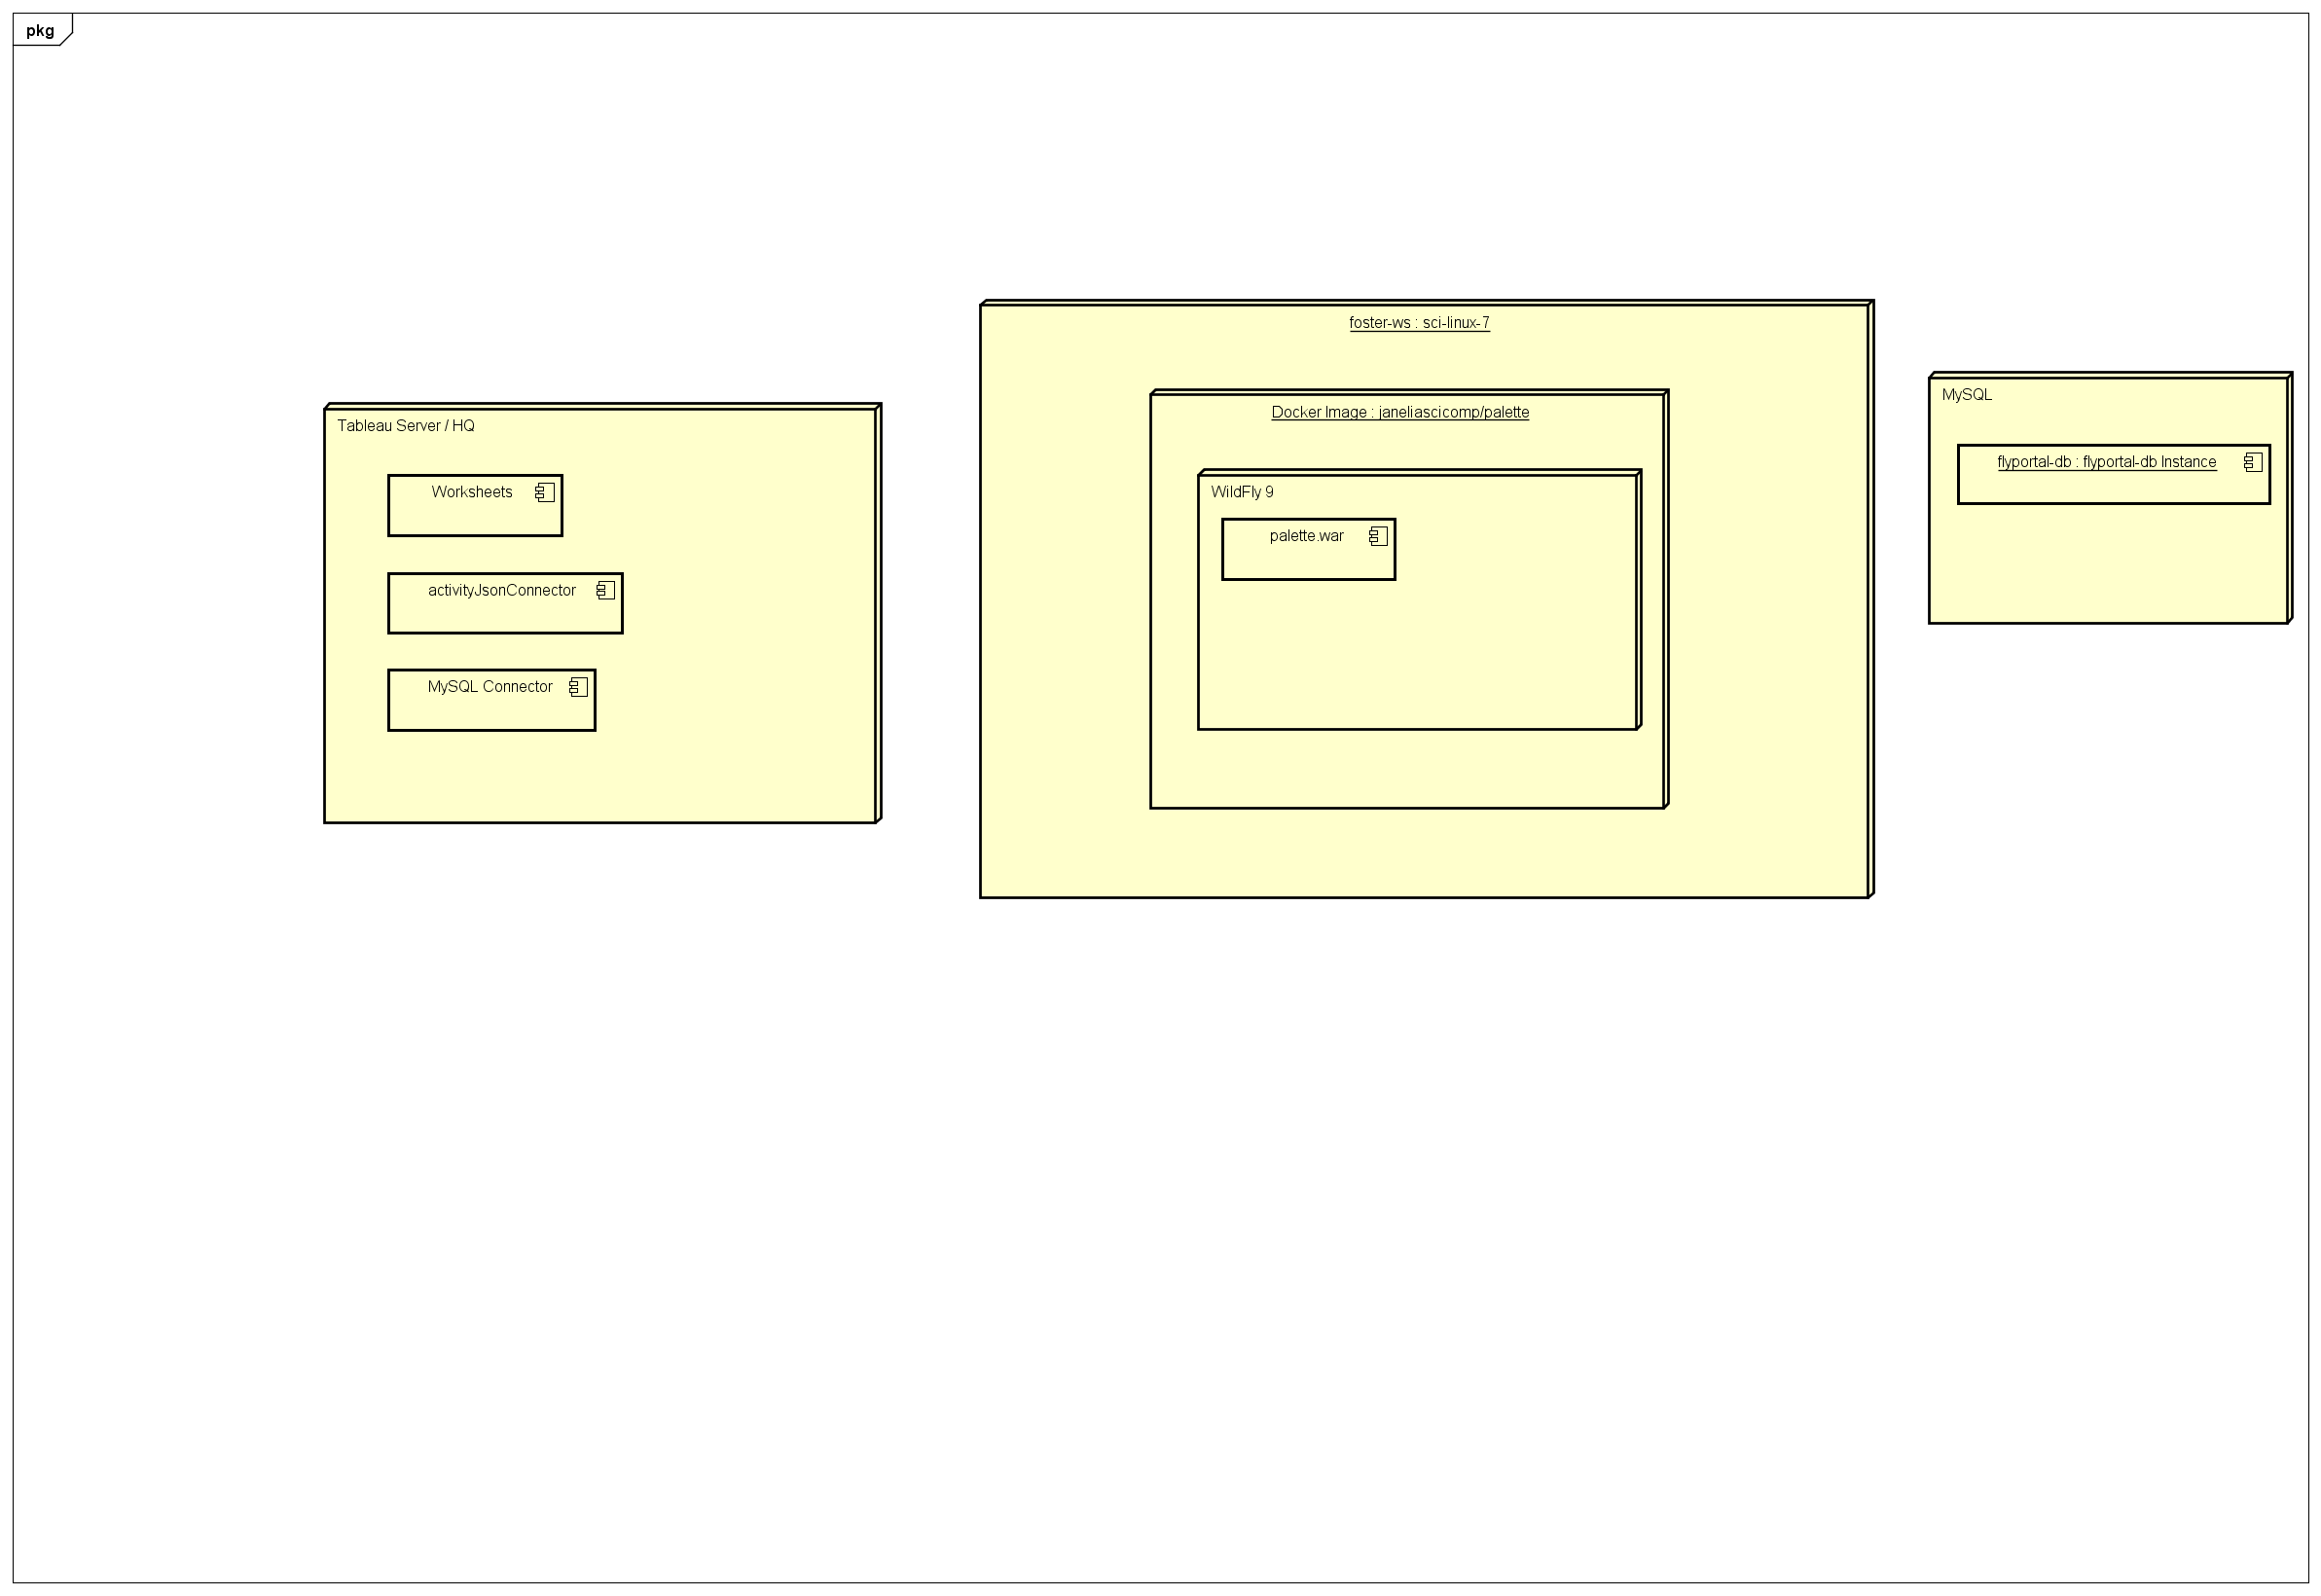 pkg
foster-ws : sci-linux-7
Tableau Server / HQ
Worksheets
activityJsonConnector
MySQL Connector
Docker Image : janeliascicomp/palette
WildFly 9
palette.war
MySQL
flyportal-db : flyportal-db Instance